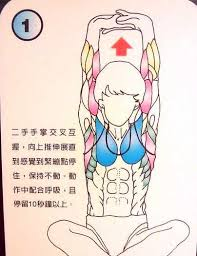 1
二手手掌交叉互
握,向上推伸展直
到感覺到緊繃點停
住,保持不動,動
作中配合呼吸,且
停留10秒鐘以上。